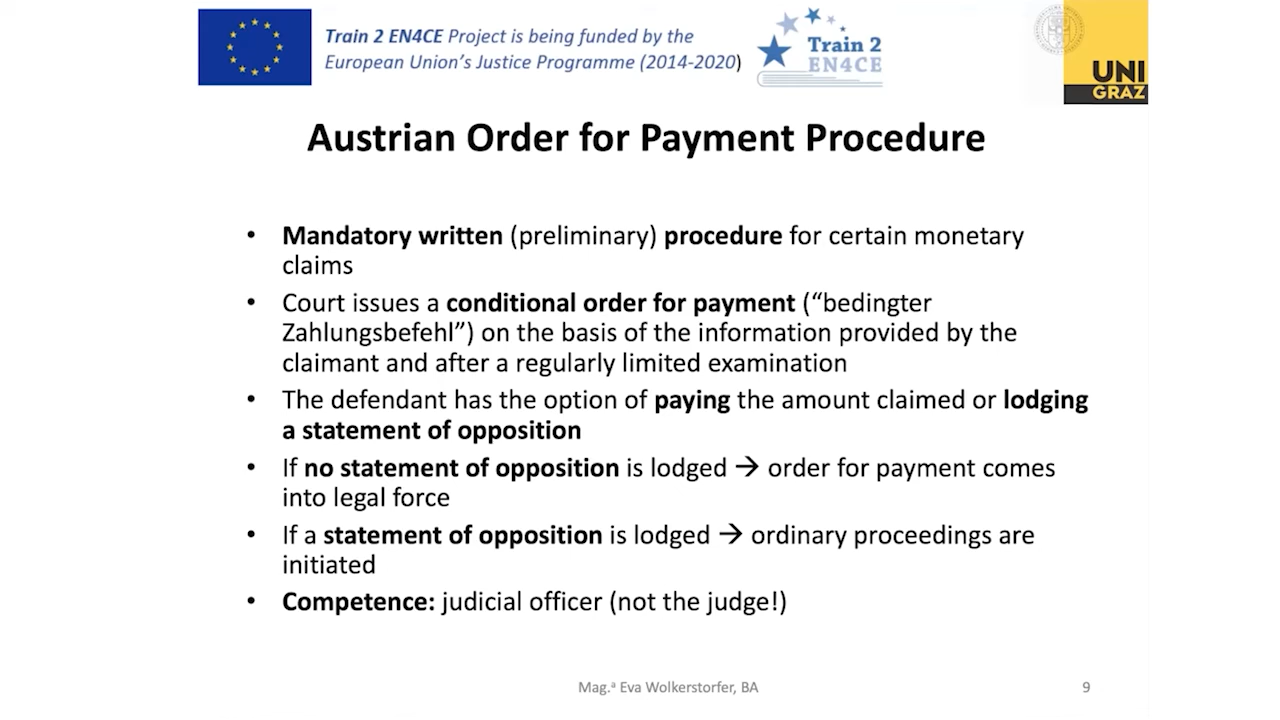 Train 2 EN4CE Project is being funded by the
European Union’s Justice Programme (2014-2020)
Train 2
EN4CE
UNI
GRAZ
Austrian Order for Payment Procedure
• Mandatory written (preliminary) procedure for certain monetary
claims
• Court issues a conditional order for payment (“bedingter
Zahlungsbefehl”) on the basis of the information provided by the
claimant and after a regularly limited examination
• The defendant has the option of paying the amount claimed or lodging
a statement of opposition
• If no statement of opposition is lodged → order for payment comes
into legal force
• If a statement of opposition is lodged → ordinary proceedings are
initiated
• Competence: judicial officer (not the judge!)
Mag.ª Eva Wolkerstorfer, BA
9